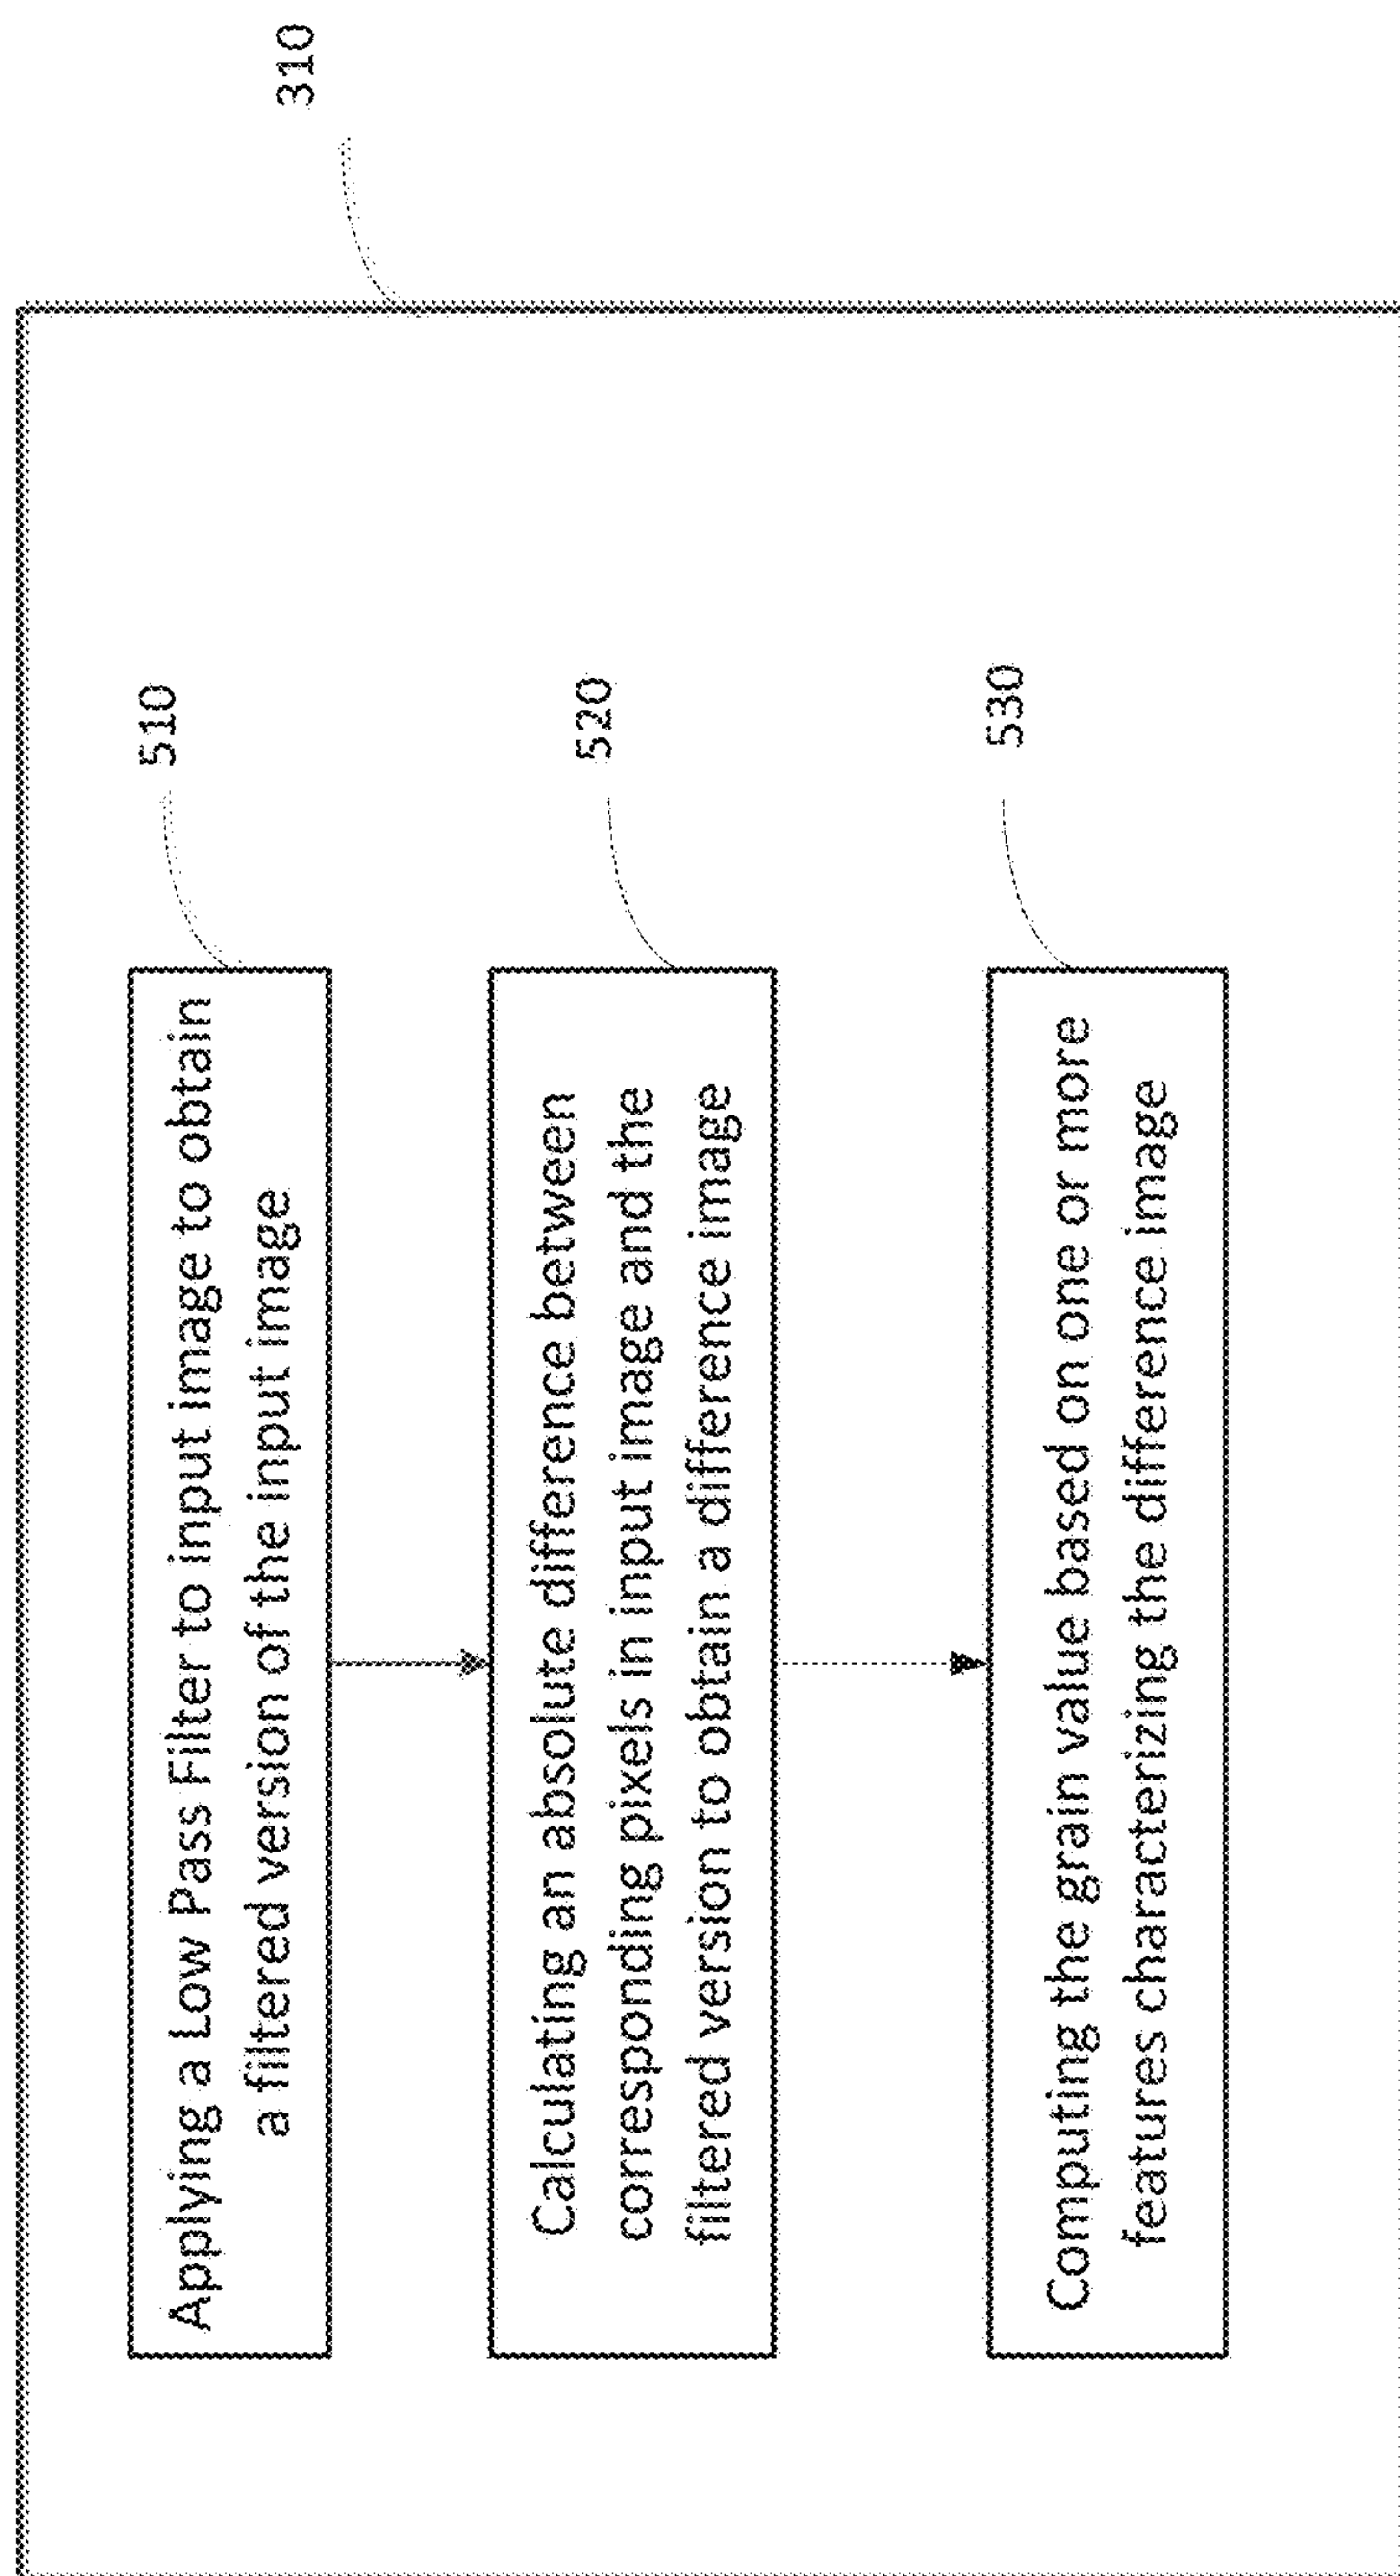 310
510
Applying a Low Pass Filter to input image to obtain
a filtered version of the input image
520
Calculating an absolute difference between
corresponding pixels in input image and the
filtered version to obtain a difference image
530
Computing the grain value based on one or more
features characterizing the difference image